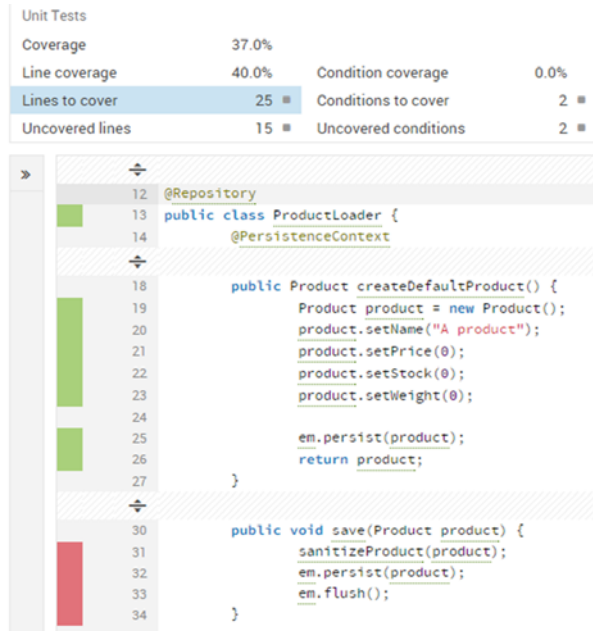 Unit Tests
Coverage 37.0%
Line coverage 40.0% Condition coverage 0.0%
Lines to cover 25 Conditions to cover 2
Uncovered lines 15 Uncovered conditions 2
»
12 @Repository
13 public class ProductLoader {
14 @PersistenceContext
18 public Product createDefaultProduct() {
19 Product product = new Product();
20 product.setName("A product");
21 product.setPrice(0);
22 product.setStock(0);
23 product.setWeight(0);
24
25 em.persist(product);
26 return product;
27 }
30 public void save(Product product) {
31 sanitizeProduct(product);
32 em.persist(product);
33 em.flush();
34 }